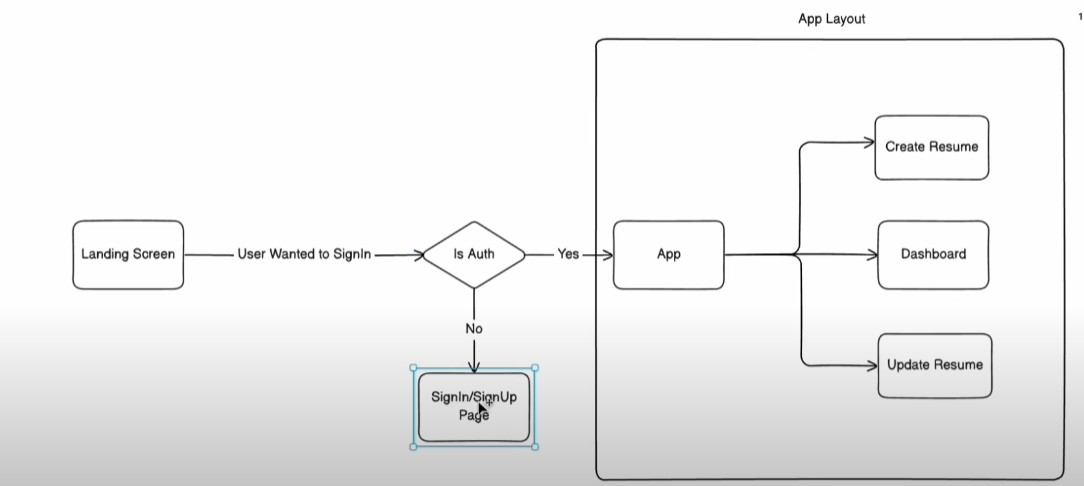 App Layout
1
Create Resume
Landing Screen
User Wanted to SignIn
Is Auth
Yes
App
Dashboard
No
Update Resume
SignIn/SignUp
Page